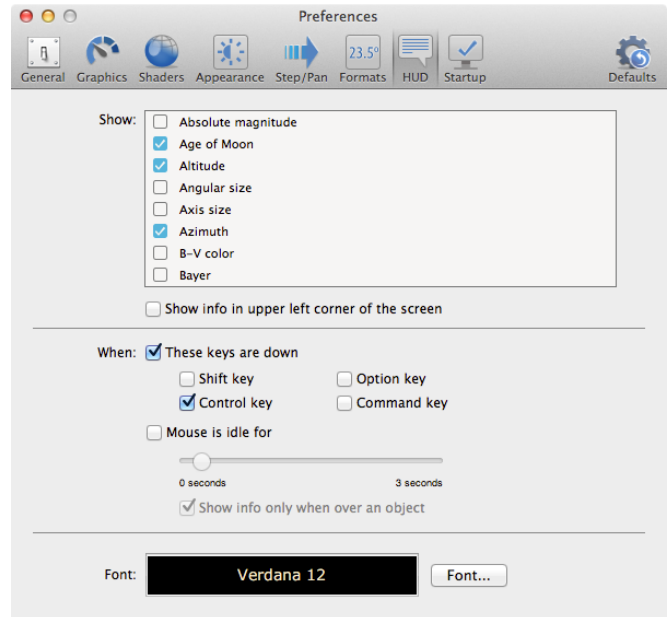 Preferences
General Graphics Shaders Appearance Step/Pan 23.5° Formats HUD Startup Defaults
Show:
Absolute magnitude
Age of Moon
Altitude
Angular size
Axis size
Azimuth
B-V color
Bayer
Show info in upper left corner of the screen
When: These keys are down
Shift key Option key
Control key Command key
Mouse is idle for
0 seconds 3 seconds
Show info only when over an object
Font: Verdana 12 Font...